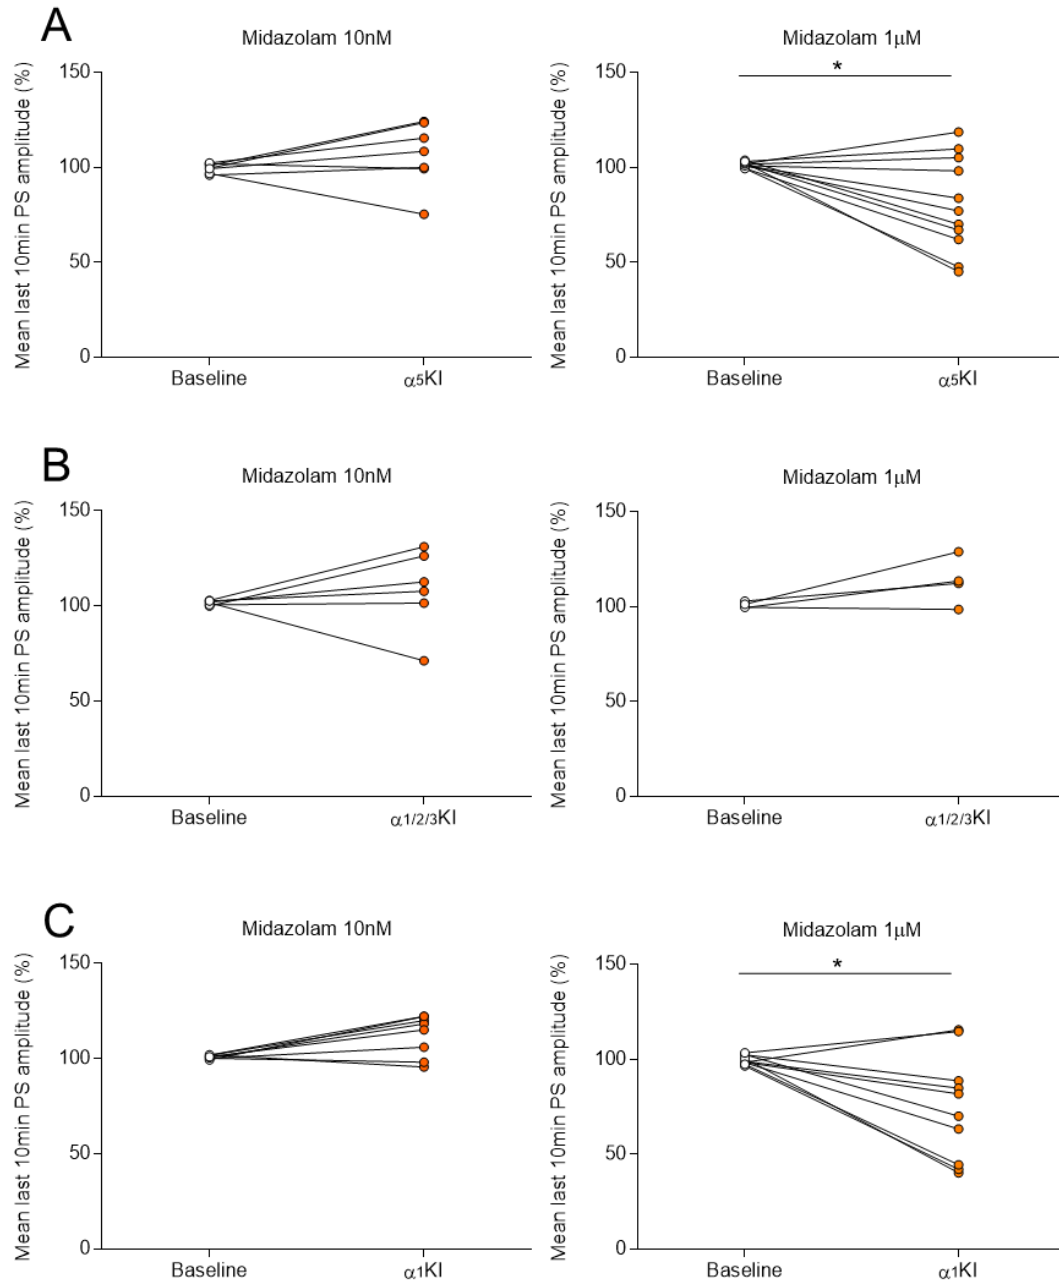 A
Midazolam 10nM
Mean last 10min PS amplitude (%)
150
100
50
0
Baseline
α5KI
Midazolam 1μM
*
Mean last 10min PS amplitude (%)
150
100
50
0
Baseline
α5KI
B
Midazolam 10nM
Mean last 10min PS amplitude (%)
150
100
50
0
Baseline
α1/2/3KI
Midazolam 1μM
Mean last 10min PS amplitude (%)
150
100
50
0
Baseline
α1/2/3KI
C
Midazolam 10nM
Mean last 10min PS amplitude (%)
150
100
50
0
Baseline
α1KI
Midazolam 1μM
*
Mean last 10min PS amplitude (%)
150
100
50
0
Baseline
α1KI